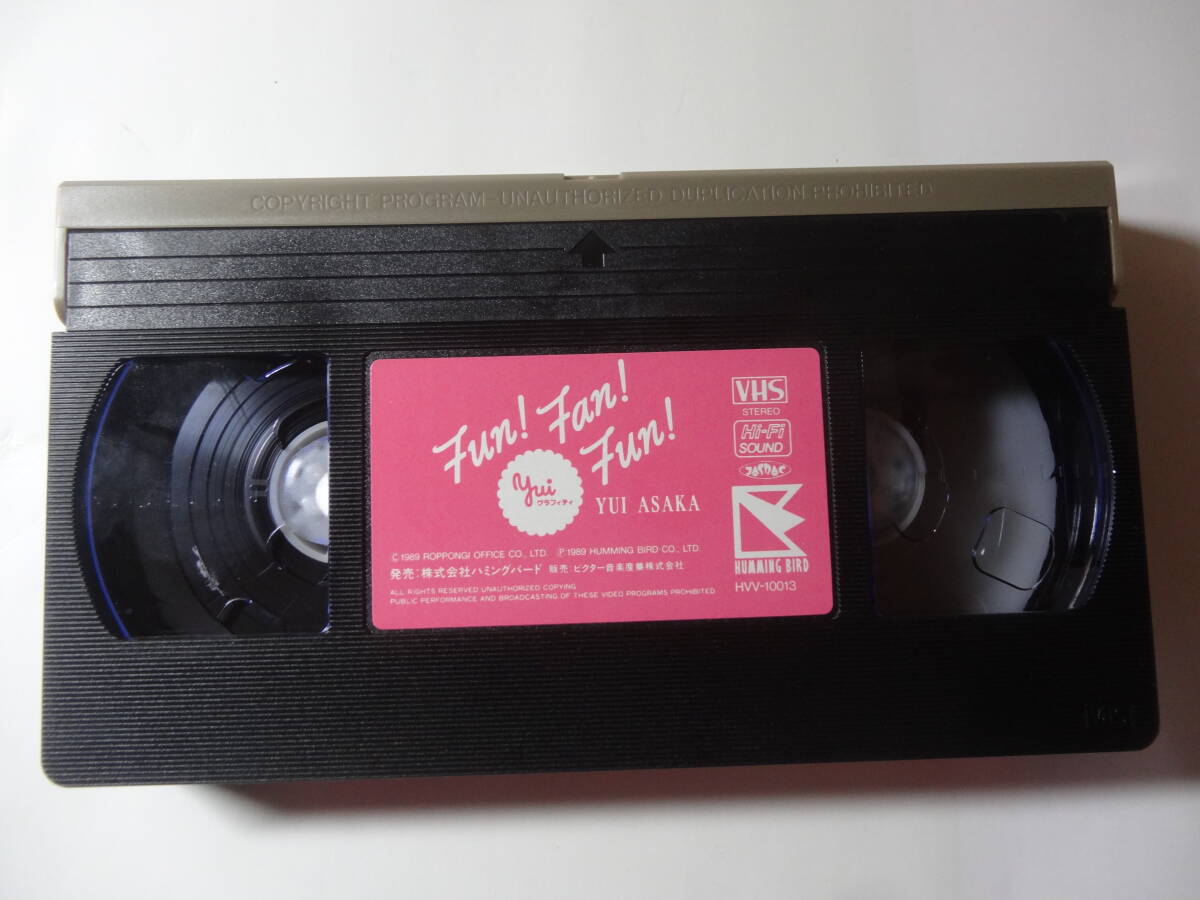 COPYRIGHT PROGRAM-UNAUTHORIZED DUPLICATION PROHIBITED
Fun! Fan!
Fun!
Yui
グラフィティ
YUI ASAKA
Ⓒ1989 ROPPONGI OFFICE CO., LTD. Ⓟ1989 HUMMING BIRD CO., LTD.
発売:株式会社ハミングバード 販売:ビクター音楽産業株式会社
ALL RIGHTS RESERVED UNAUTHORIZED COPYING
PUBLIC PERFORMANCE AND BROADCASTING OF THESE VIDEO PROGRAMS PROHIBITED
VHS
STEREO
Hi-Fi
SOUND
JASRAC
HUMMING BIRD
HVV-10013